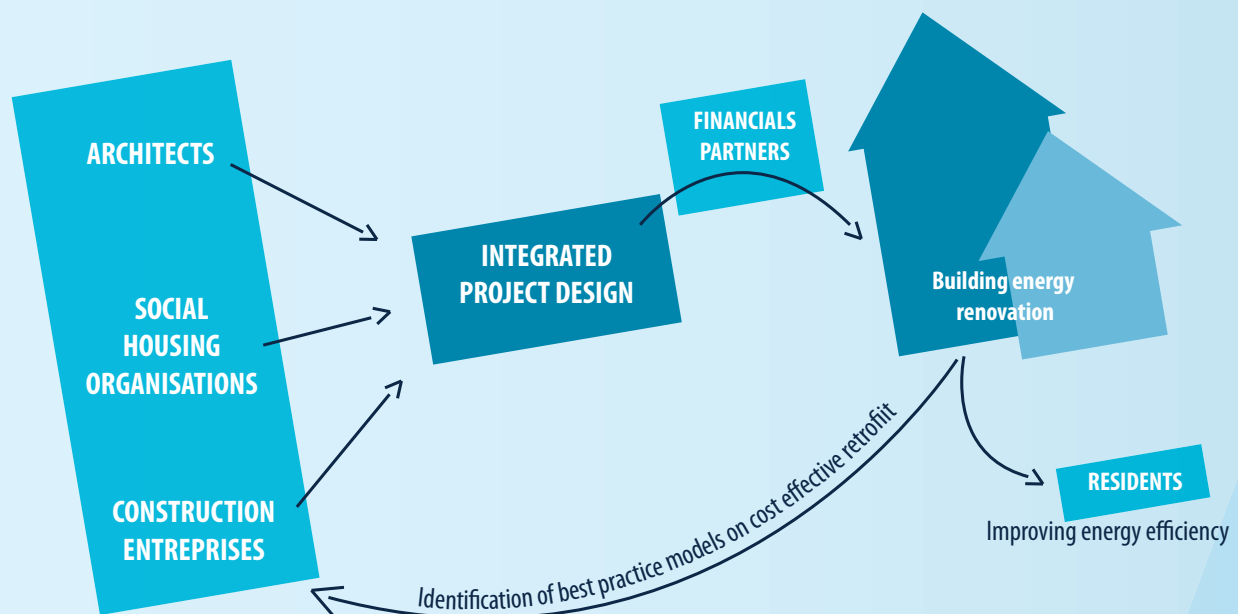 ARCHITECTS
SOCIAL
HOUSING
ORGANISATIONS
CONSTRUCTION
ENTREPRISES
INTEGRATED
PROJECT DESIGN
FINANCIALS
PARTNERS
Building energy
renovation
RESIDENTS
Improving energy efficiency
Identification of best practice models on cost effective retrofiit